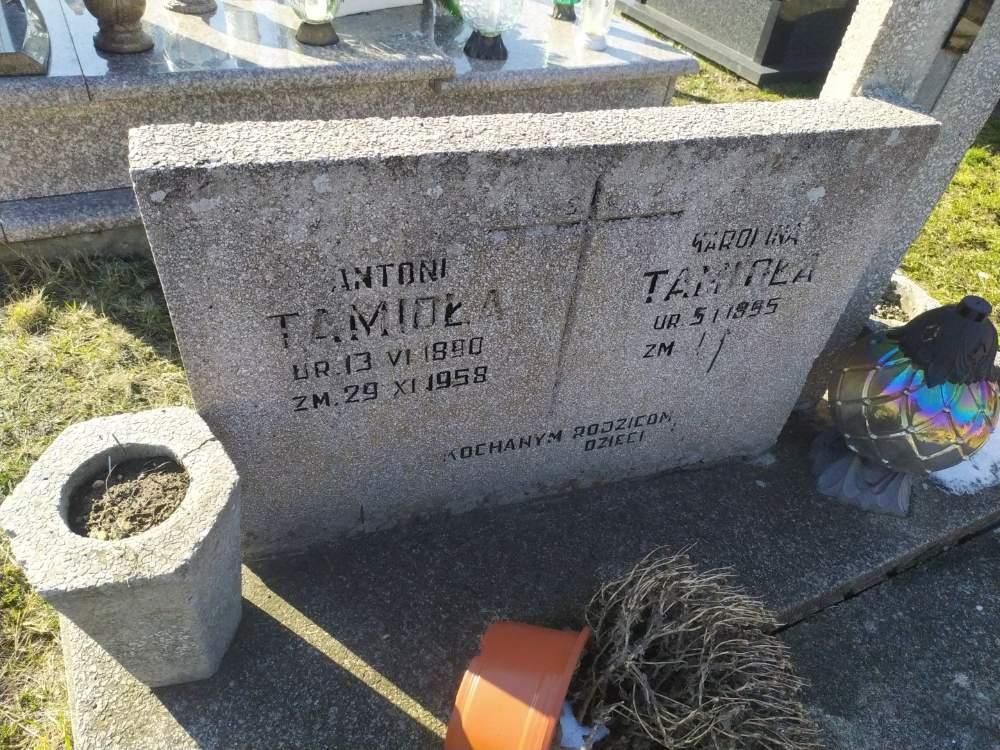 ANTONI
TAMIOŁA
UR. 13 VI 1890
ZM. 29 XI 1958
KAROLINA
TAMIOŁA
UR 5 I 1895
ZM
KOCHANYM RODZICOM
DZIECI